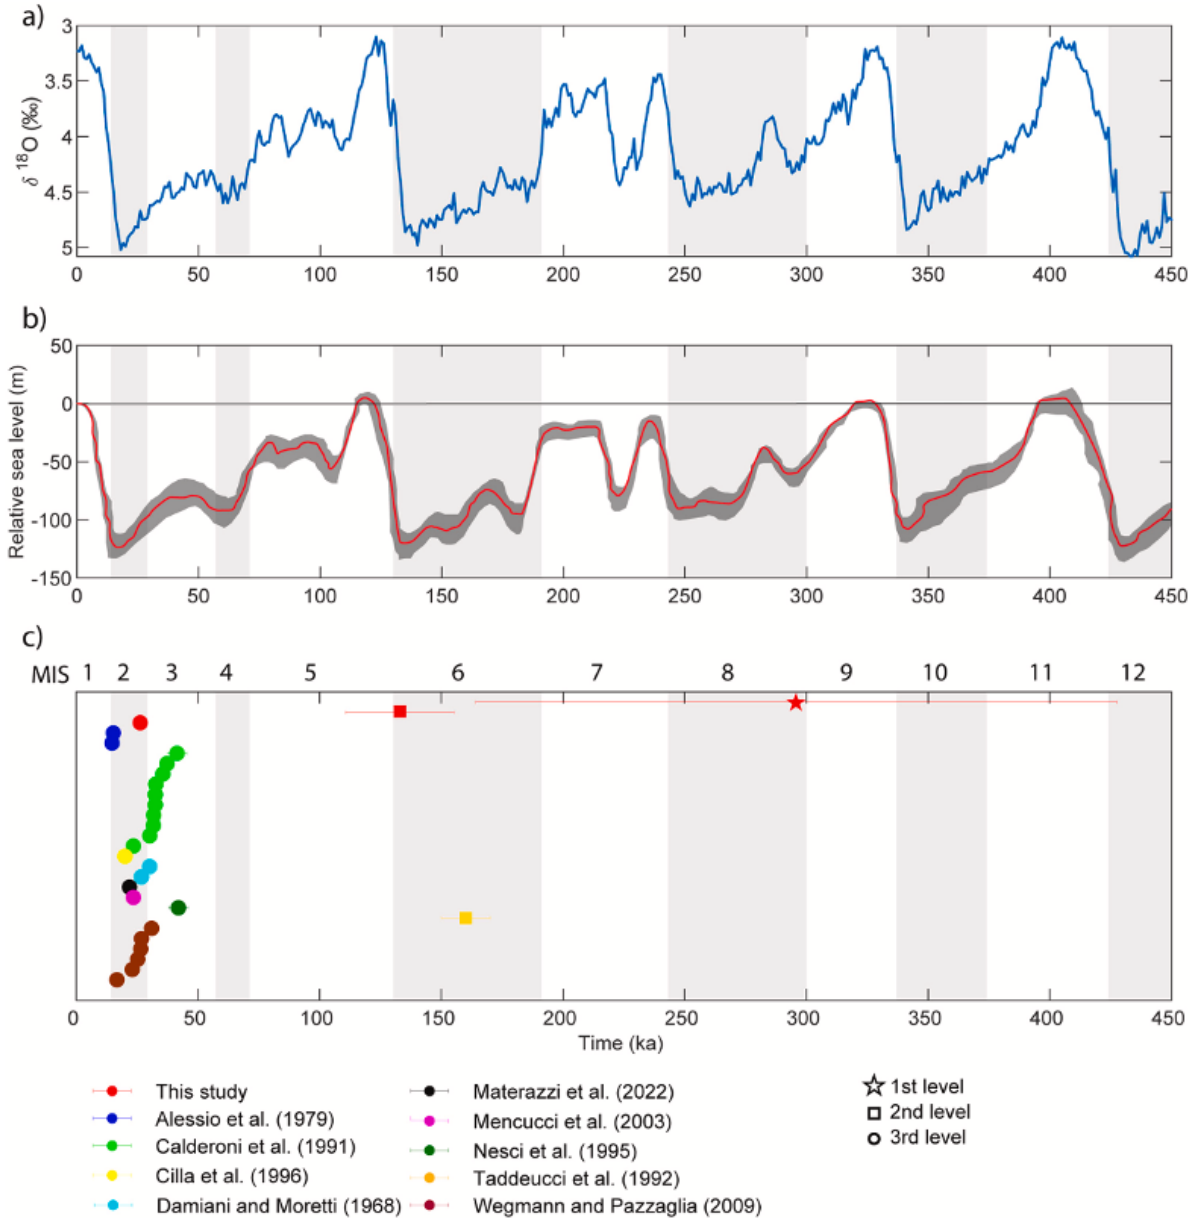 a)
3
3.5
4
4.5
5
δ ¹⁸O (‰)
0 50 100 150 200 250 300 350 400 450
b)
50
0
-50
-100
-150
Relative sea level (m)
0 50 100 150 200 250 300 350 400 450
c)
MIS 1 2 3 4 5 6 7 8 9 10 11 12
0 50 100 150 200 250 300 350 400 450
Time (ka)
This study
Alessio et al. (1979)
Calderoni et al. (1991)
Cilla et al. (1996)
Damiani and Moretti (1968)
Materazzi et al. (2022)
Mencucci et al. (2003)
Nesci et al. (1995)
Taddeucci et al. (1992)
Wegmann and Pazzaglia (2009)
1st level
2nd level
3rd level